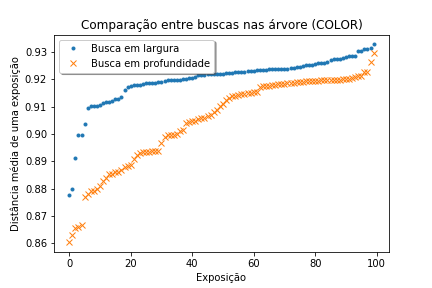 Comparação entre buscas nas árvore (COLOR)
Busca em largura
Busca em profundidade
Distância média de uma exposição
0.93
0.92
0.91
0.90
0.89
0.88
0.87
0.86
0 20 40 60 80 100
Exposição